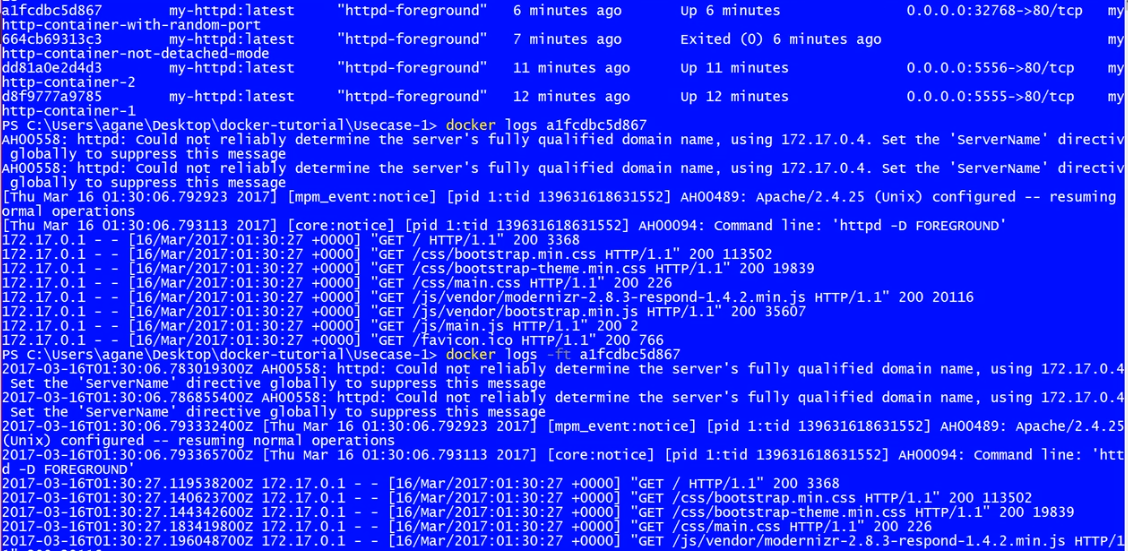 a1fcdbc5d867 my-httpd:latest "httpd-foreground" 6 minutes ago Up 6 minutes 0.0.0.0:32768->80/tcp my
http-container-with-random-port
664cb69313c3 my-httpd:latest "httpd-foreground" 7 minutes ago Exited (0) 6 minutes ago my
http-container-not-detached-mode
dd81a0e2d4d3 my-httpd:latest "httpd-foreground" 11 minutes ago Up 11 minutes 0.0.0.0:5556->80/tcp my
http-container-2
d8f9777a9785 my-httpd:latest "httpd-foreground" 12 minutes ago Up 12 minutes 0.0.0.0:5555->80/tcp my
http-container-1
PS C:\Users\agane\Desktop\docker-tutorial\Usecase-1> docker logs a1fcdbc5d867
AH00558: httpd: Could not reliably determine the server's fully qualified domain name, using 172.17.0.4. Set the 'ServerName' directiv
globally to suppress this message
AH00558: httpd: Could not reliably determine the server's fully qualified domain name, using 172.17.0.4. Set the 'ServerName' directiv
globally to suppress this message
[Thu Mar 16 01:30:06.792923 2017] [mpm_event:notice] [pid 1:tid 139631618631552] AH00489: Apache/2.4.25 (Unix) configured -- resuming
ormal operations
[Thu Mar 16 01:30:06.793113 2017] [core:notice] [pid 1:tid 139631618631552] AH00094: Command line: 'httpd -D FOREGROUND'
172.17.0.1 - - [16/Mar/2017:01:30:27 +0000] "GET / HTTP/1.1" 200 3368
172.17.0.1 - - [16/Mar/2017:01:30:27 +0000] "GET /css/bootstrap.min.css HTTP/1.1" 200 113502
172.17.0.1 - - [16/Mar/2017:01:30:27 +0000] "GET /css/bootstrap-theme.min.css HTTP/1.1" 200 19839
172.17.0.1 - - [16/Mar/2017:01:30:27 +0000] "GET /css/main.css HTTP/1.1" 200 226
172.17.0.1 - - [16/Mar/2017:01:30:27 +0000] "GET /js/vendor/modernizr-2.8.3-respond-1.4.2.min.js HTTP/1.1" 200 20116
172.17.0.1 - - [16/Mar/2017:01:30:27 +0000] "GET /js/vendor/bootstrap.min.js HTTP/1.1" 200 35607
172.17.0.1 - - [16/Mar/2017:01:30:27 +0000] "GET /js/main.js HTTP/1.1" 200 2
172.17.0.1 - - [16/Mar/2017:01:30:27 +0000] "GET /favicon.ico HTTP/1.1" 200 766
PS C:\Users\agane\Desktop\docker-tutorial\Usecase-1> docker logs -ft a1fcdbc5d867
2017-03-16T01:30:06.783019300Z AH00558: httpd: Could not reliably determine the server's fully qualified domain name, using 172.17.0.4
Set the 'ServerName' directive globally to suppress this message
2017-03-16T01:30:06.786855400Z AH00558: httpd: Could not reliably determine the server's fully qualified domain name, using 172.17.0.4
Set the 'ServerName' directive globally to suppress this message
2017-03-16T01:30:06.793332400Z [Thu Mar 16 01:30:06.792923 2017] [mpm_event:notice] [pid 1:tid 139631618631552] AH00489: Apache/2.4.25
(Unix) configured -- resuming normal operations
2017-03-16T01:30:06.793365700Z [Thu Mar 16 01:30:06.793113 2017] [core:notice] [pid 1:tid 139631618631552] AH00094: Command line: 'htt
d -D FOREGROUND'
2017-03-16T01:30:27.119538200Z 172.17.0.1 - - [16/Mar/2017:01:30:27 +0000] "GET / HTTP/1.1" 200 3368
2017-03-16T01:30:27.140623700Z 172.17.0.1 - - [16/Mar/2017:01:30:27 +0000] "GET /css/bootstrap.min.css HTTP/1.1" 200 113502
2017-03-16T01:30:27.144342600Z 172.17.0.1 - - [16/Mar/2017:01:30:27 +0000] "GET /css/bootstrap-theme.min.css HTTP/1.1" 200 19839
2017-03-16T01:30:27.183419800Z 172.17.0.1 - - [16/Mar/2017:01:30:27 +0000] "GET /css/main.css HTTP/1.1" 200 226
2017-03-16T01:30:27.196048700Z 172.17.0.1 - - [16/Mar/2017:01:30:27 +0000] "GET /js/vendor/modernizr-2.8.3-respond-1.4.2.min.js HTTP/1